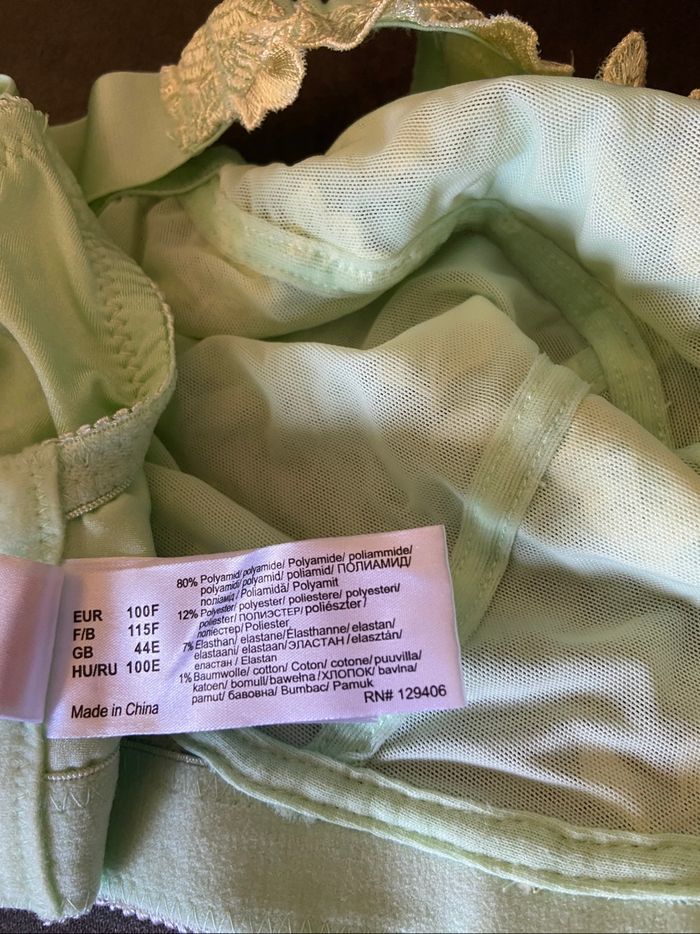 EUR 100F
F/B 115F
GB 44E
HU/RU 100E
Made in China
80% Polyamid/ polyamide/ Polyamide/ poliammide/
polyamid/ polyamid/ poliamid/ ПОЛИАМИД/
поліамід/ Poliamidă/ Polyamit
12% Polyester/ polyester/ poliestere/ polyesteri/
polyester/ ПОЛИЭСТЕР/ poliészter/
поліестер/ Poliester
7% Elasthan/ elastane/ Élasthanne/ elastan/
elastaani/ elastaan/ ЭЛАСТАН / elasztán/
еластан / Elastan
1% Baumwolle/ cotton/ Coton/ cotone/ puuvilla/
katoen/ bomull/ bawełna/ ХЛОПОК/ bavlna/
pamut/ бавовна/ Bumbac/ Pamuk
RN# 129406